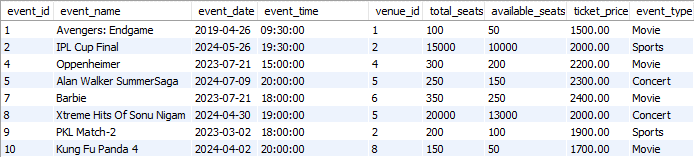 event_id event_name event_date event_time venue_id total_seats available_seats ticket_price event_type
1 Avengers: Endgame 2019-04-26 09:30:00 1 100 50 1500.00 Movie
2 IPL Cup Final 2024-05-26 19:30:00 2 15000 10000 2000.00 Sports
4 Oppenheimer 2023-07-21 15:00:00 4 300 200 2200.00 Movie
5 Alan Walker SummerSaga 2024-07-09 20:00:00 5 250 150 2300.00 Concert
7 Barbie 2023-07-21 18:00:00 6 350 250 2400.00 Movie
8 Xtreme Hits Of Sonu Nigam 2024-04-30 19:00:00 5 20000 13000 2000.00 Concert
9 PKL Match-2 2023-03-02 18:00:00 2 200 100 1900.00 Sports
10 Kung Fu Panda 4 2024-04-02 20:00:00 8 150 50 1700.00 Movie